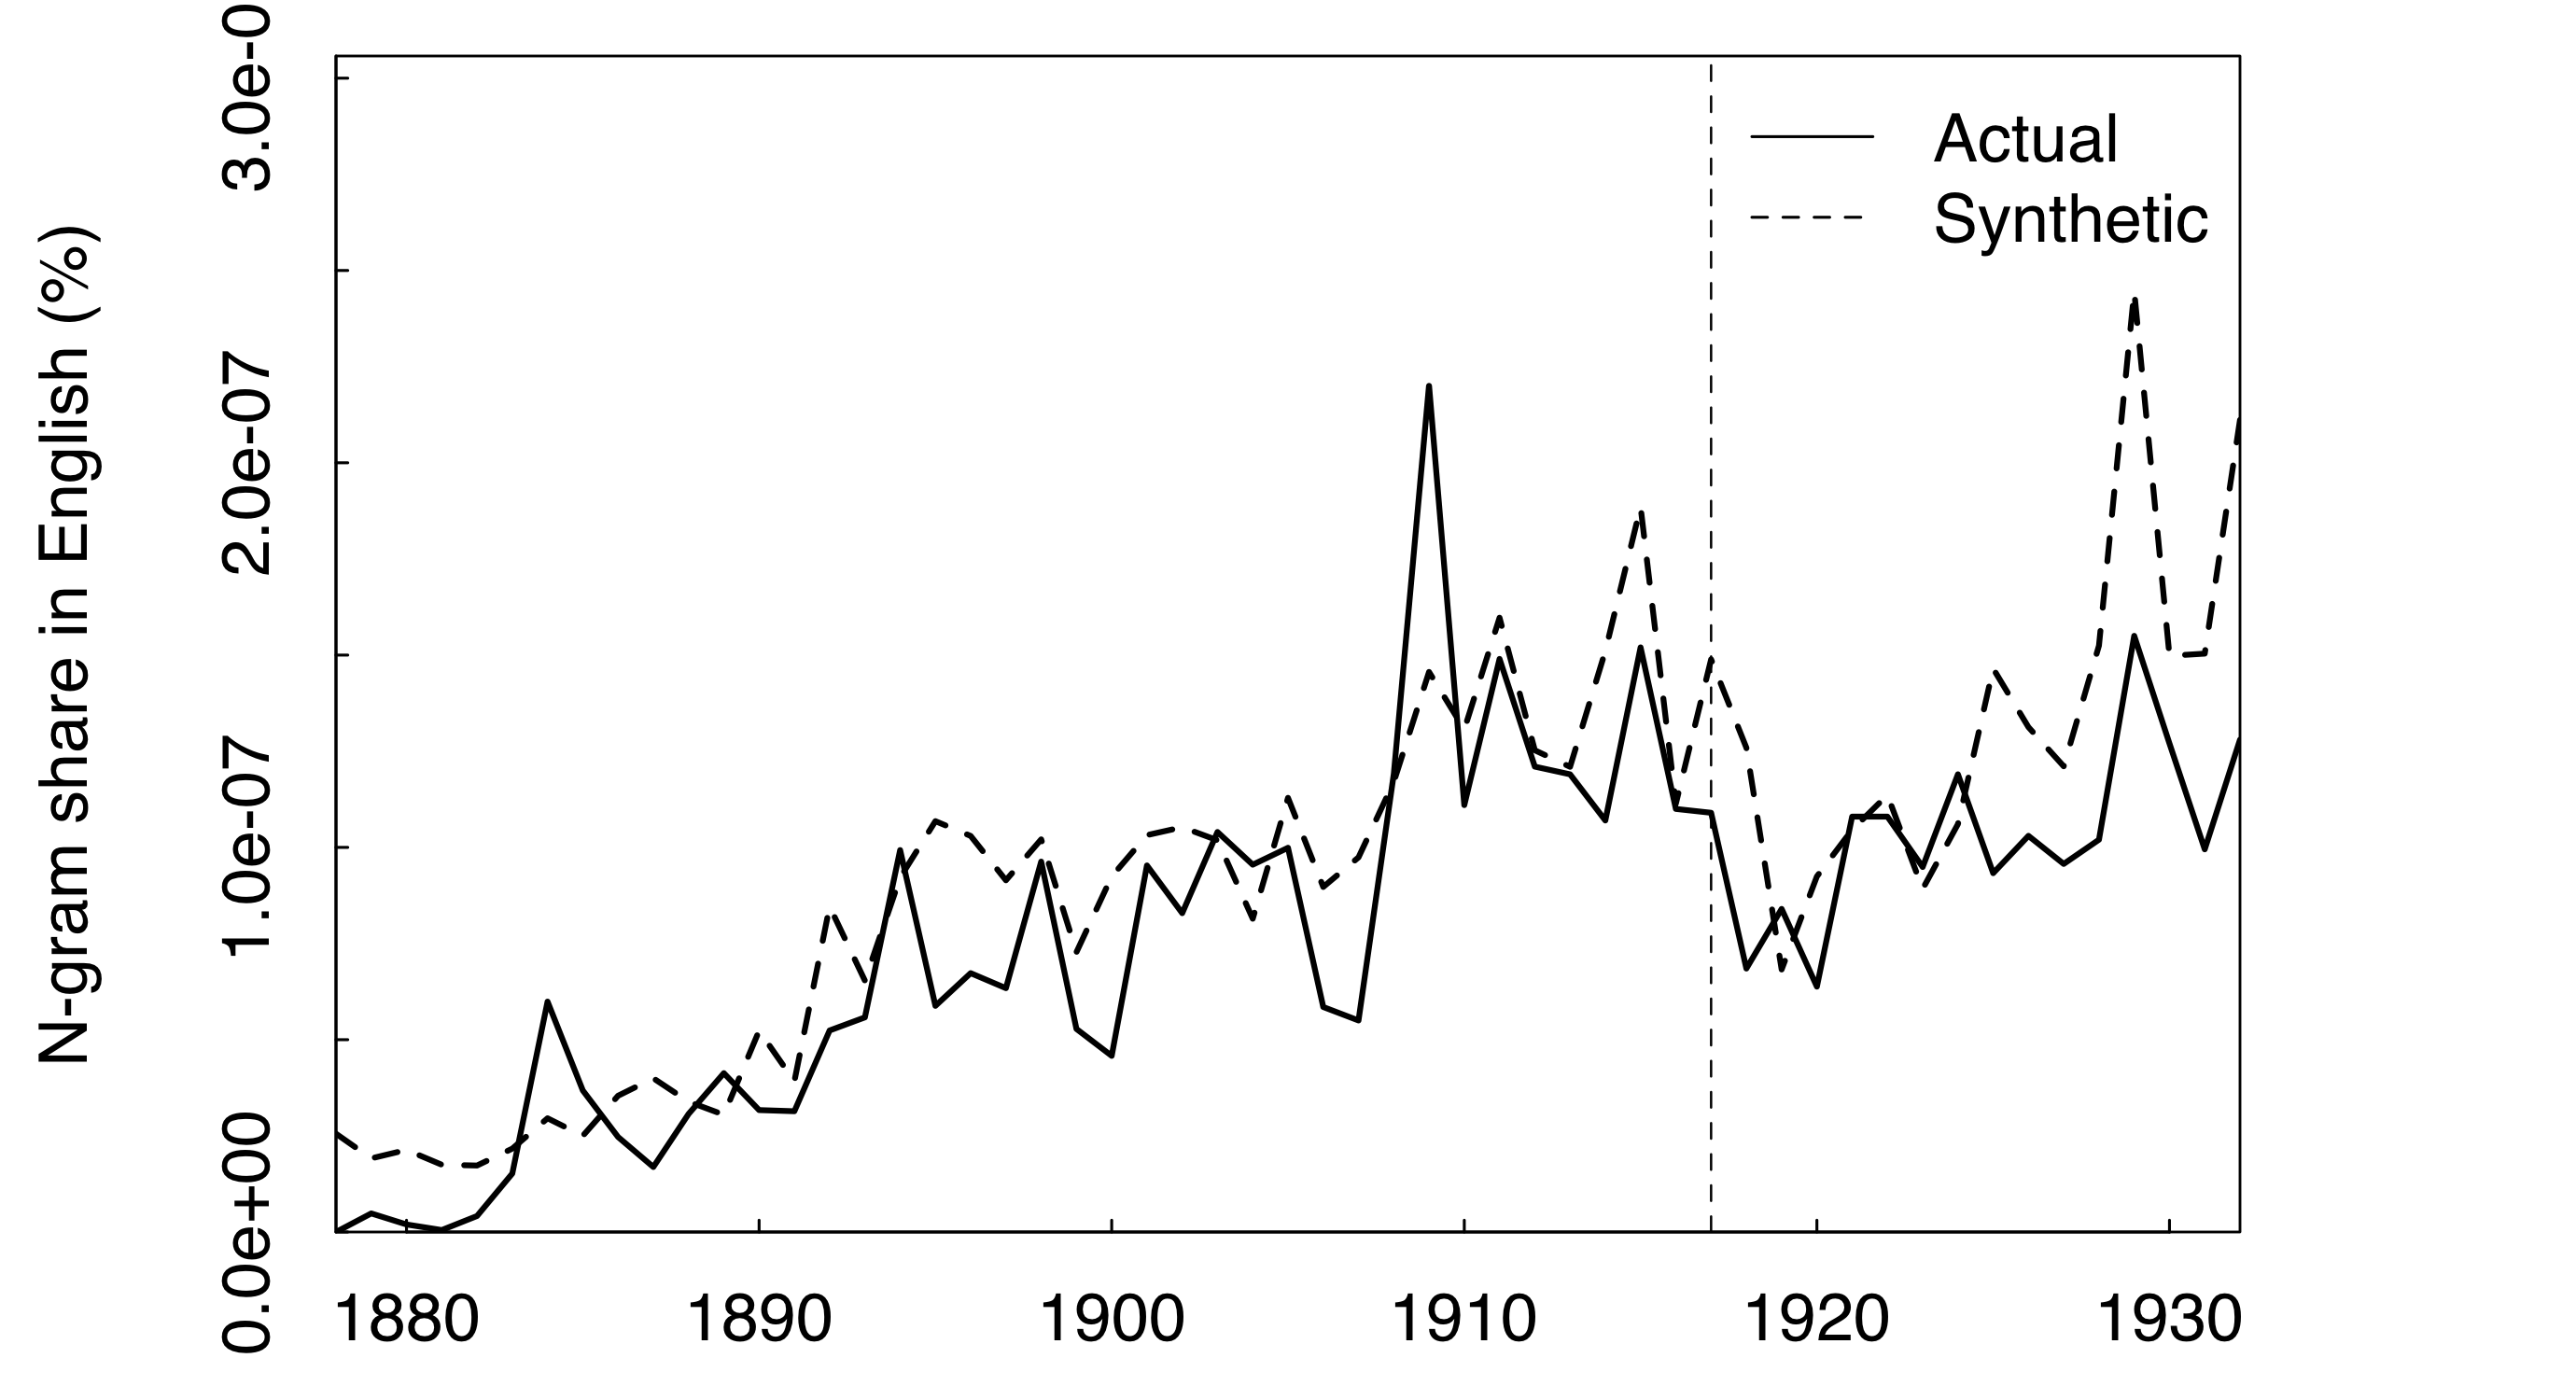 N-gram share in English (%)
3.0e-0
2.0e-07
1.0e-07
0.0e+00
Actual
Synthetic
1880 1890 1900 1910 1920 1930